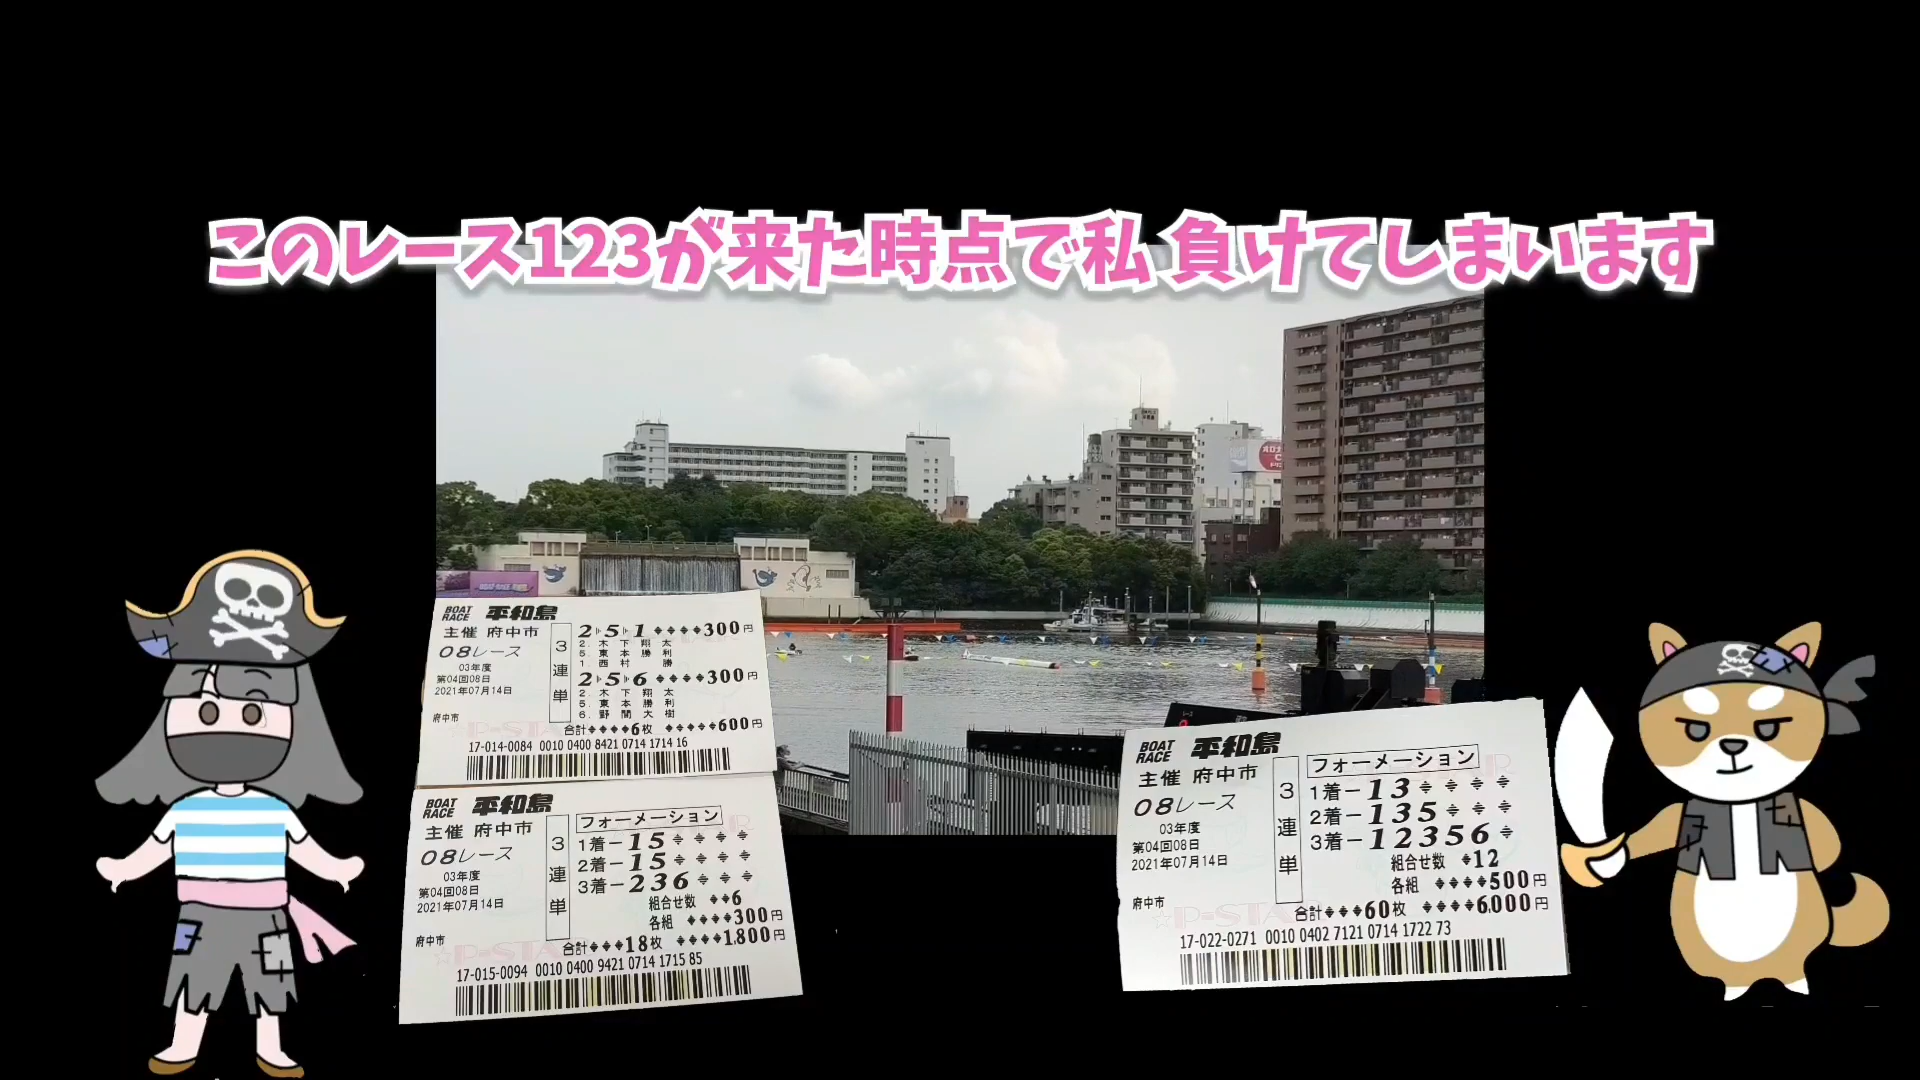 このレース123が来た時点で私 負けてしまいます
BOAT RACE 平和島
主催 府中市
08レース
03年度
第04回08日
2021年07月14日
府中市
3連単
2 5 1 300円
2. 木下翔太
5. 東本勝利
1. 西村 勝
2 5 6 300円
2. 木下翔太
5. 東本勝利
6. 野間大樹
合計 6枚 600円
17-014-0084 0010 0400 8421 0714 1714 16
BOAT RACE 平和島
主催 府中市
08レース
03年度
第04回08日
2021年07月14日
府中市
3連単
フォーメーション
1着-15
2着-15
3着-236
組合せ数 6
各組 300円
合計 18枚 1,800円
17-015-0094 0010 0400 9421 0714 1715 85
BOAT RACE 平和島
主催 府中市
08レース
03年度
第04回08日
2021年07月14日
府中市
3連単
フォーメーション
1着-13
2着-135
3着-12356
組合せ数 12
各組 500円
合計 60枚 6,000円
17-022-0271 0010 0402 7121 0714 1722 73